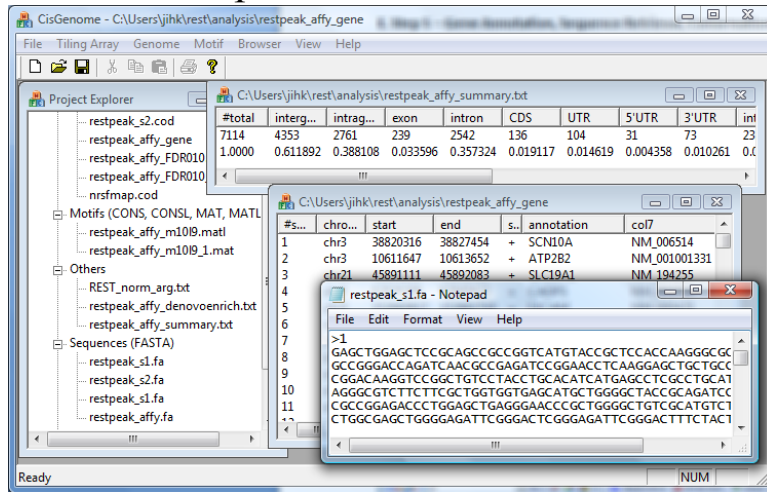 CisGenome - C:\Users\jihk\rest\analysis\restpeak_affy_gene
File Tiling Array Genome Motif Browser View Help
Project Explorer
restpeak_s2.cod
restpeak_affy_gene
restpeak_affy_FDR010
restpeak_affy_FDR010_
nrsfmap.cod
Motifs (CONS, CONSL, MAT, MATL
restpeak_affy_m10l9.matl
restpeak_affy_m10l9_1.mat
Others
REST_norm_arg.txt
restpeak_affy_denovoenrich.txt
restpeak_affy_summary.txt
Sequences (FASTA)
restpeak_s1.fa
restpeak_s2.fa
restpeak_s1.fa
restpeak_affy.fa
C:\Users\jihk\rest\analysis\restpeak_affy_summary.txt
#total interg... intrag... exon intron CDS UTR 5'UTR 3'UTR int
7114 4353 2761 239 2542 136 104 31 73 23
1.0000 0.611892 0.388108 0.033596 0.357324 0.019117 0.014619 0.004358 0.010261 0.0
C:\Users\jihk\rest\analysis\restpeak_affy_gene
#s... chro... start end s.. annotation col7
1 chr3 38820316 38827454 + SCN10A NM_006514
2 chr3 10611647 10613652 + ATP2B2 NM_001001331
3 chr21 45891111 45892083 + SLC19A1 NM_194255
4
5
6
7
8
9
10
11
restpeak_s1.fa - Notepad
File Edit Format View Help
>1
GAGCTGGAGCTCCGCAGCCGCCGGTCATGTACCGCTCCACCAAGGGCGC
GCCGGGACCAGATCAACGCCGAGATCCGGAACCTCAAGGAGCTGCTGCC
CGGACAAGGTCCGGCTGTCCTACCTGCACATCATGAGCCTCGCCTGCAT
AGGGCGTCTTCTTCGCTGGTGGTGAGCATGCTGGGGCTACCGCAGATCC
CGCCGGAGACCCTGGAGCTGAGGGAACCCGCTGGGGCTGTCGCATGTCT
CTGGCGAGCTGGGGAGATTCGGGACTCGGGAGATTCGGGACTTTCTACT
Ready
NUM